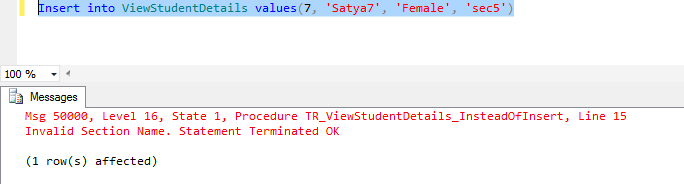 Insert into ViewStudentDetails values(7, 'Satya7', 'Female', 'sec5')
100 %
Messages
Msg 50000, Level 16, State 1, Procedure TR_ViewStudentDetails_InsteadOfInsert, Line 15
Invalid Section Name. Statement Terminated OK
(1 row(s) affected)